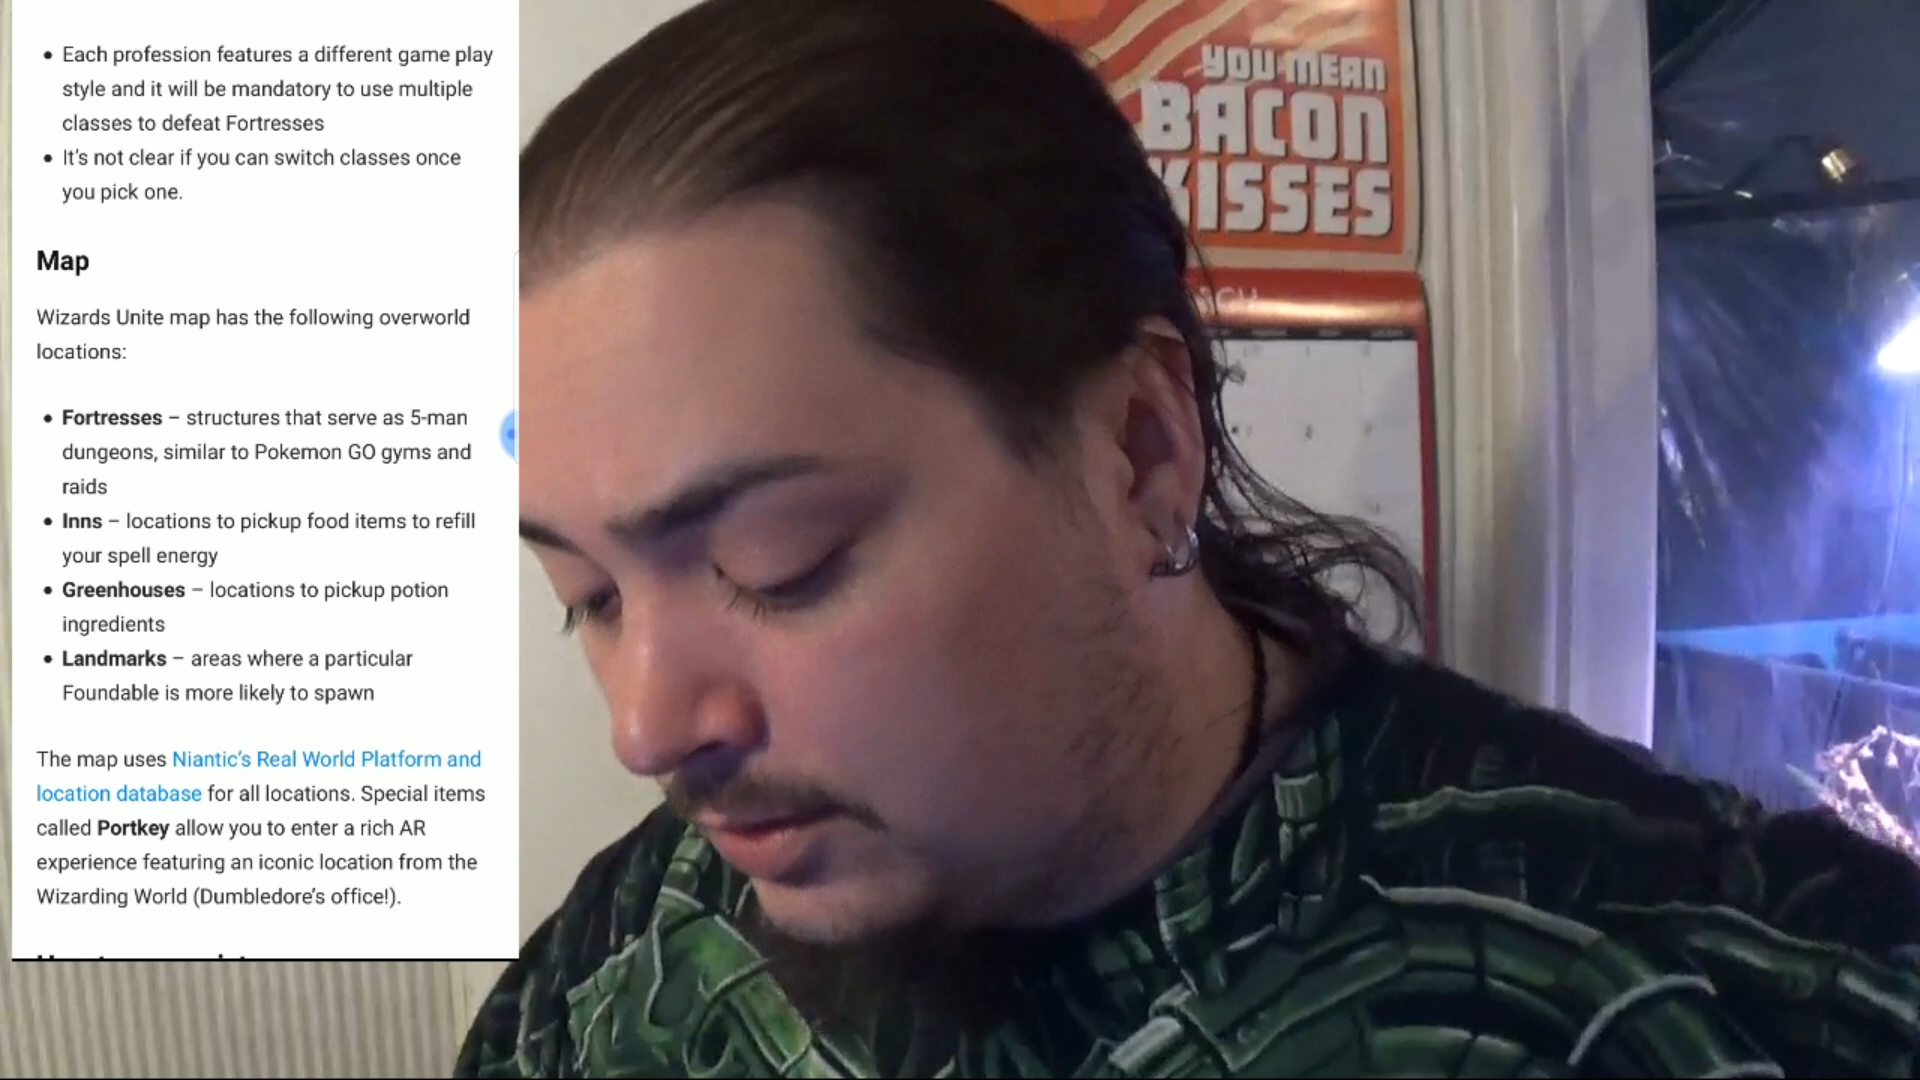 Each profession features a different game play
style and it will be mandatory to use multiple
classes to defeat Fortresses
It's not clear if you can switch classes once
you pick one.
Map
Wizards Unite map has the following overworld
locations:
Fortresses – structures that serve as 5-man
dungeons, similar to Pokemon GO gyms and
raids
Inns – locations to pickup food items to refill
your spell energy
Greenhouses – locations to pickup potion
ingredients
Landmarks – areas where a particular
Foundable is more likely to spawn
The map uses Niantic's Real World Platform and
location database for all locations. Special items
called Portkey allow you to enter a rich AR
experience featuring an iconic location from the
Wizarding World (Dumbledore's office!).
YOU MEAN
BACON
KISSES